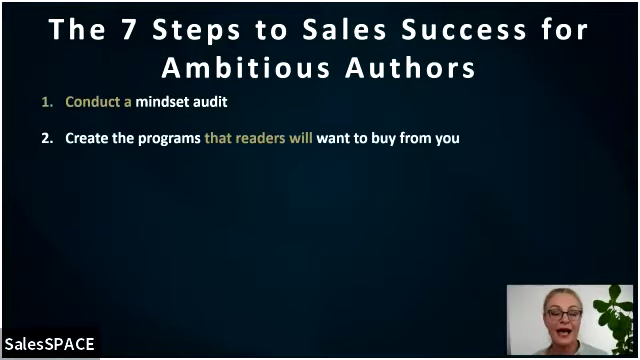 The 7 Steps to Sales Success for
Ambitious Authors
1. Conduct a mindset audit
2. Create the programs that readers will want to buy from you
SalesSPACE